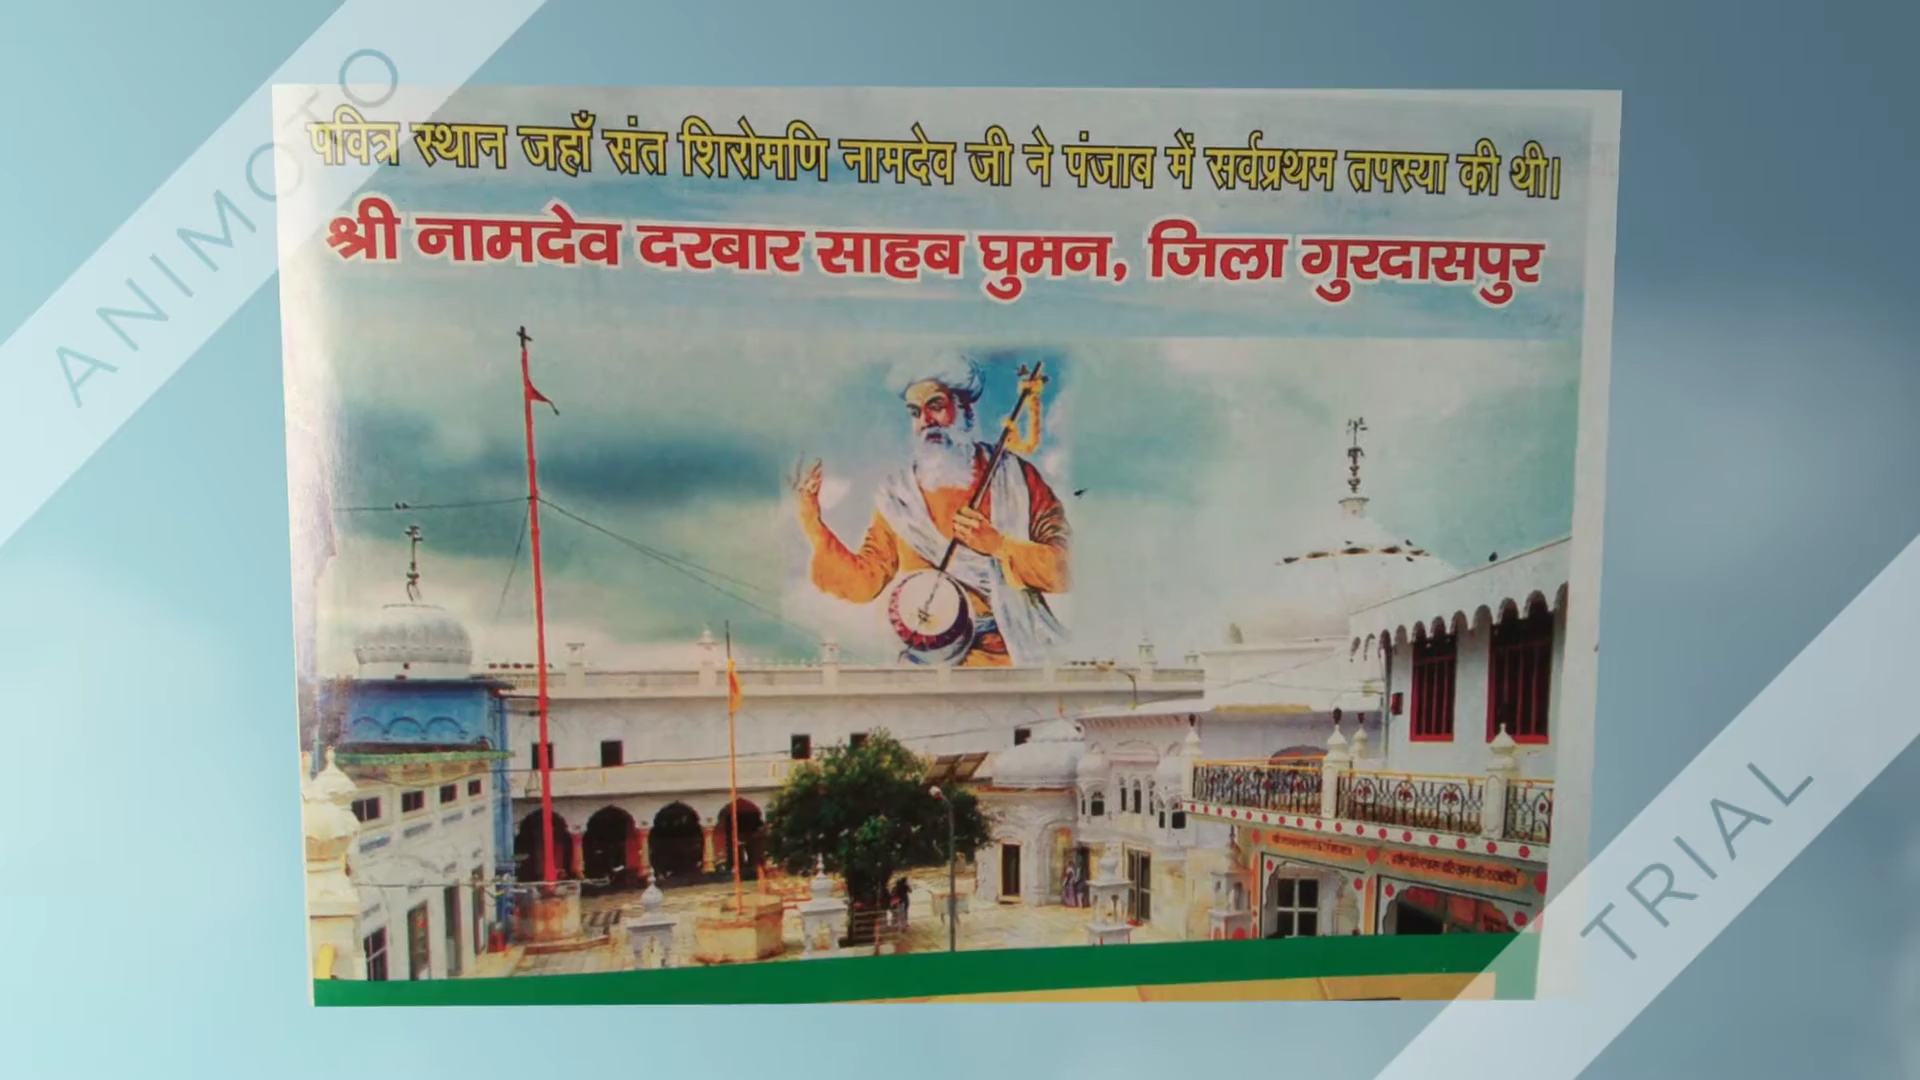 पवित्र स्थान जहाँ संत शिरोमणि नामदेव जी ने पंजाब में सर्वप्रथम तपस्या की थी।
श्री नामदेव दरबार साहब घुमन, जिला गुरदासपुर
ANIMOTO
TRIAL